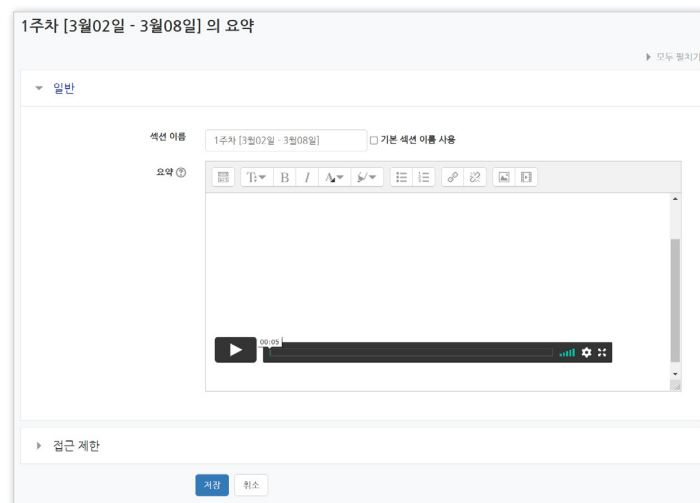 1주차 [3월02일 - 3월08일] 의 요약
모두 펼치기
일반
섹션 이름
1주차 [3월02일 - 3월08일]
기본 섹션 이름 사용
요약
B I
00:05
접근 제한
저장 취소